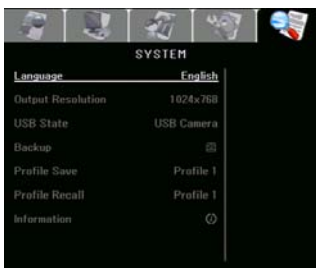 SYSTEM
Language English
Output Resolution 1024x768
USB State USB Camera
Backup
Profile Save Profile 1
Profile Recall Profile 1
Information